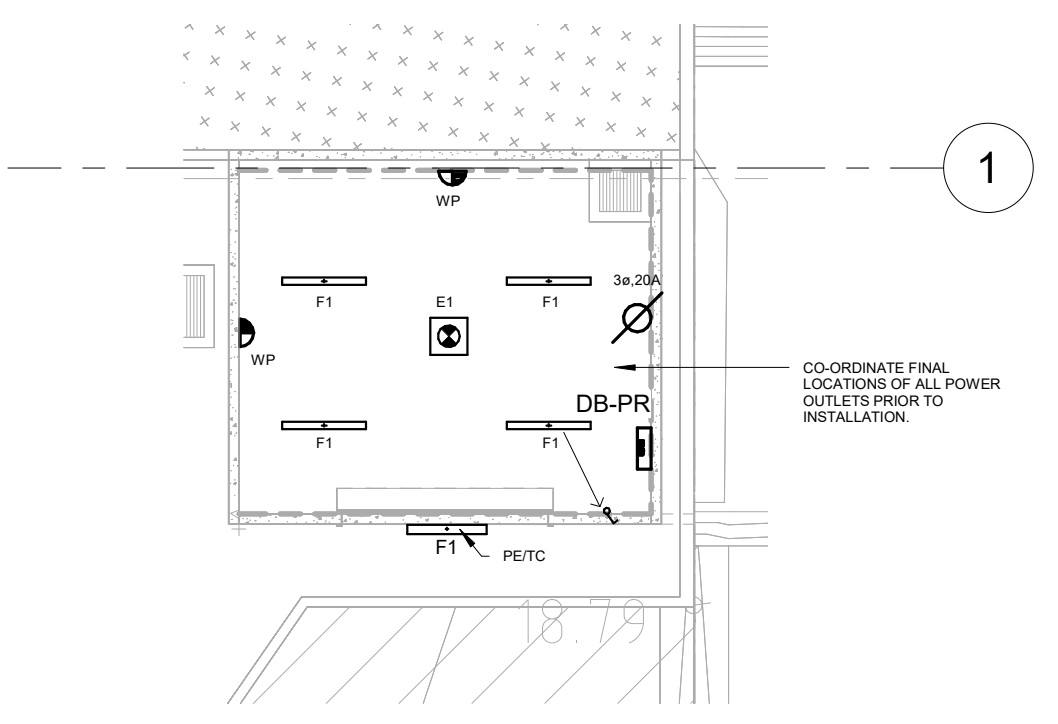 1
WP
3ø,20A
F1
E1
F1
WP
CO-ORDINATE FINAL
LOCATIONS OF ALL POWER
OUTLETS PRIOR TO
INSTALLATION.
DB-PR
F1
F1
F1
PE/TC
18.79